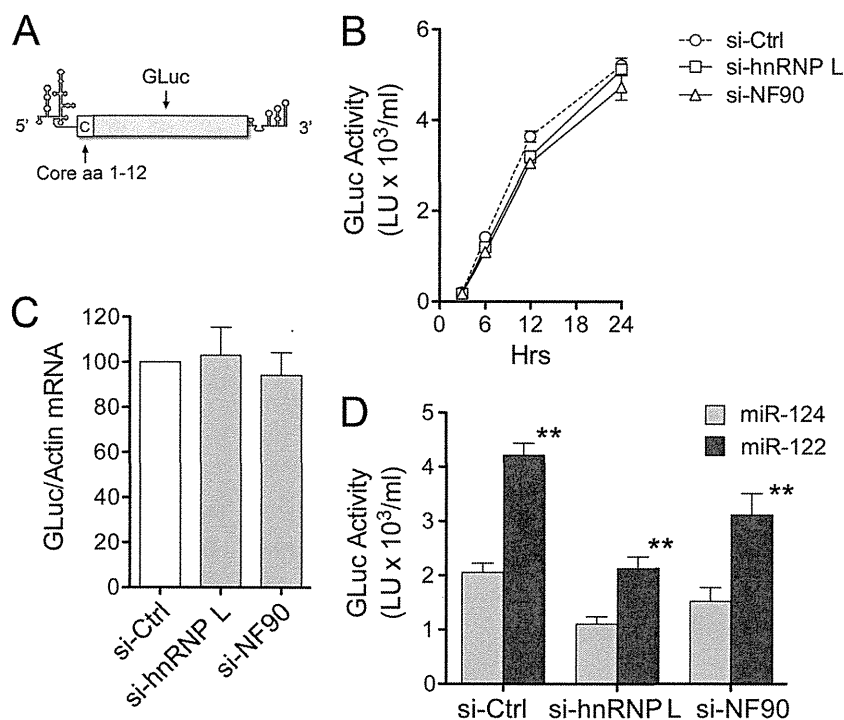 A
GLuc
5'
C
3'
Core aa 1-12
B
GLuc Activity
(LU x 10³/ml)
6
4
2
0
0 6 12 18 24
Hrs
si-Ctrl
si-hnRNP L
si-NF90
C
GLuc/Actin mRNA
120
100
80
60
40
20
0
si-Ctrl
si-hnRNP L
si-NF90
D
GLuc Activity
(LU x 10³/ml)
5
4
3
2
1
0
**
**
**
miR-124
miR-122
si-Ctrl si-hnRNP L si-NF90